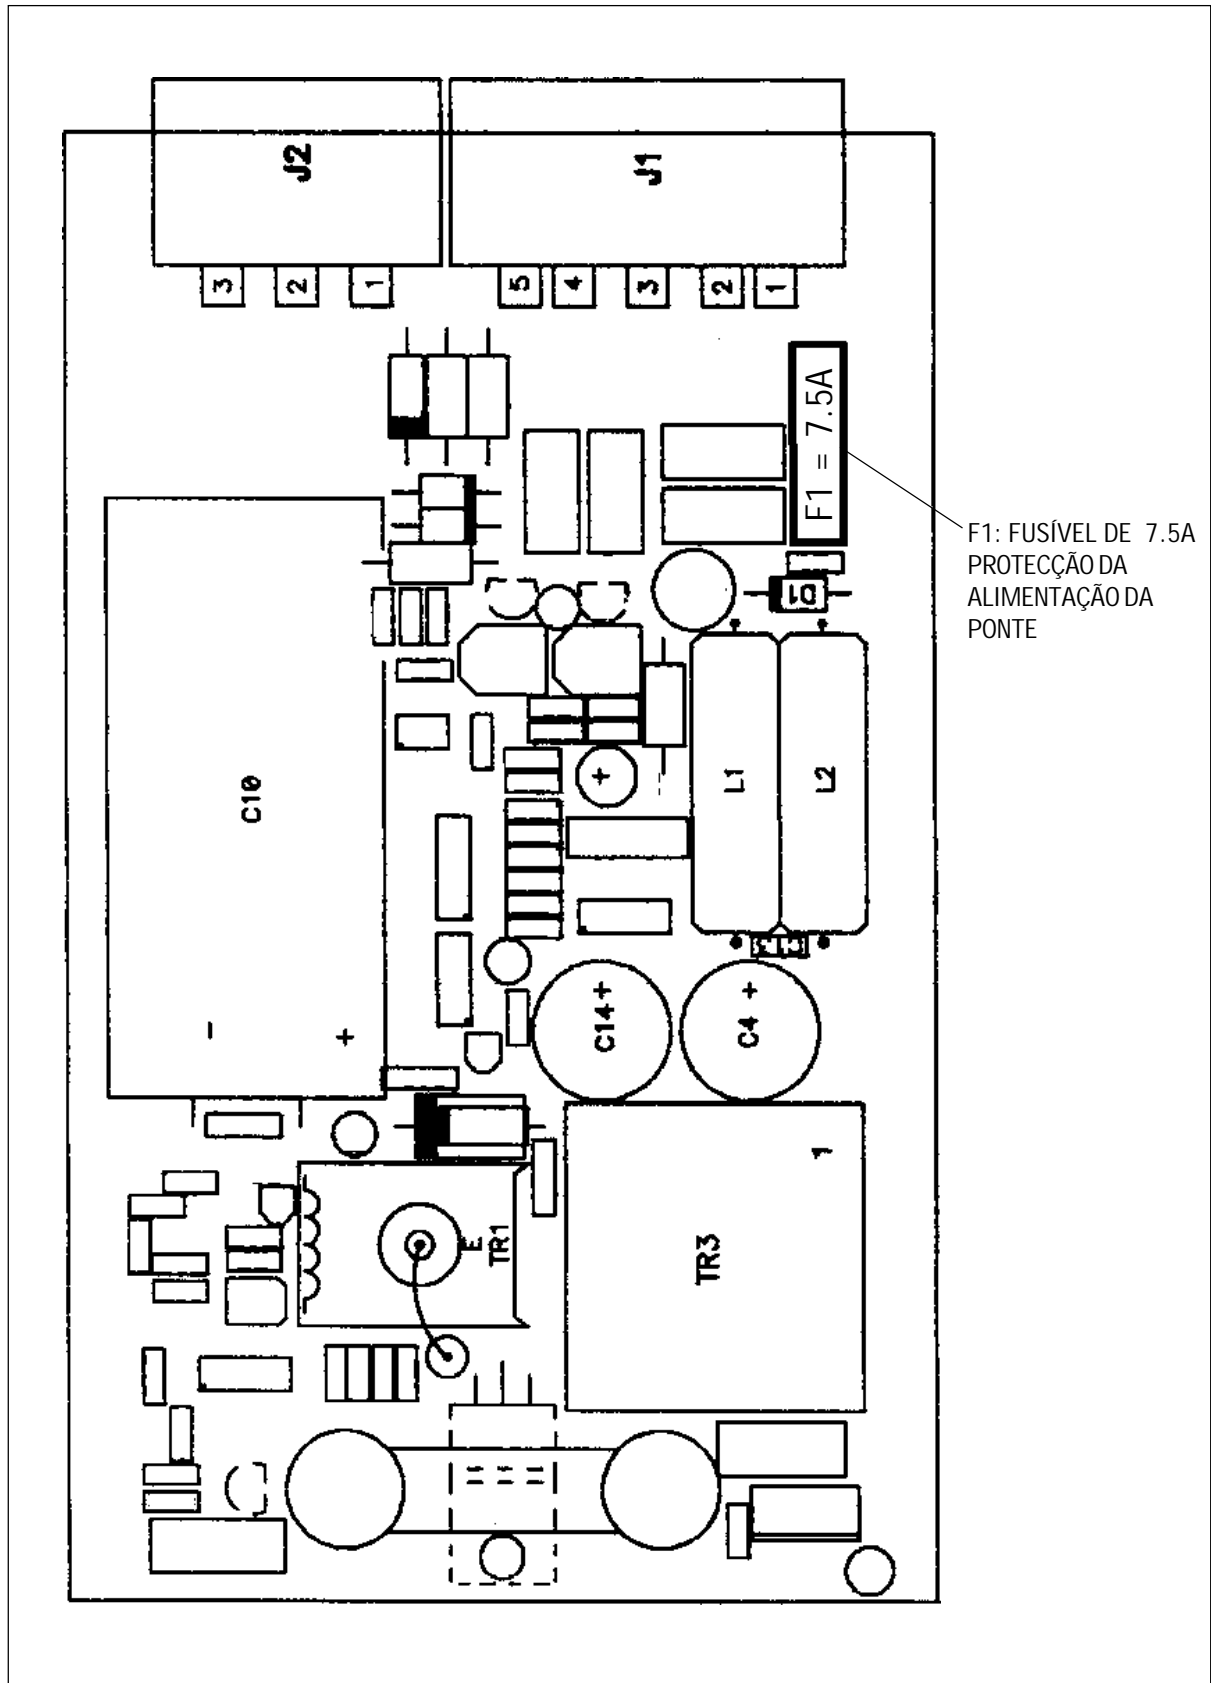 J2
J1
3
2
1
5
4
3
2
1
F1 = 7.5A
F1: FUSÍVEL DE 7.5A
PROTECÇÃO DA
ALIMENTAÇÃO DA
PONTE
D1
C10
L1
L2
+
C14+
C4 +
-
+
1
E
TR1
TR3